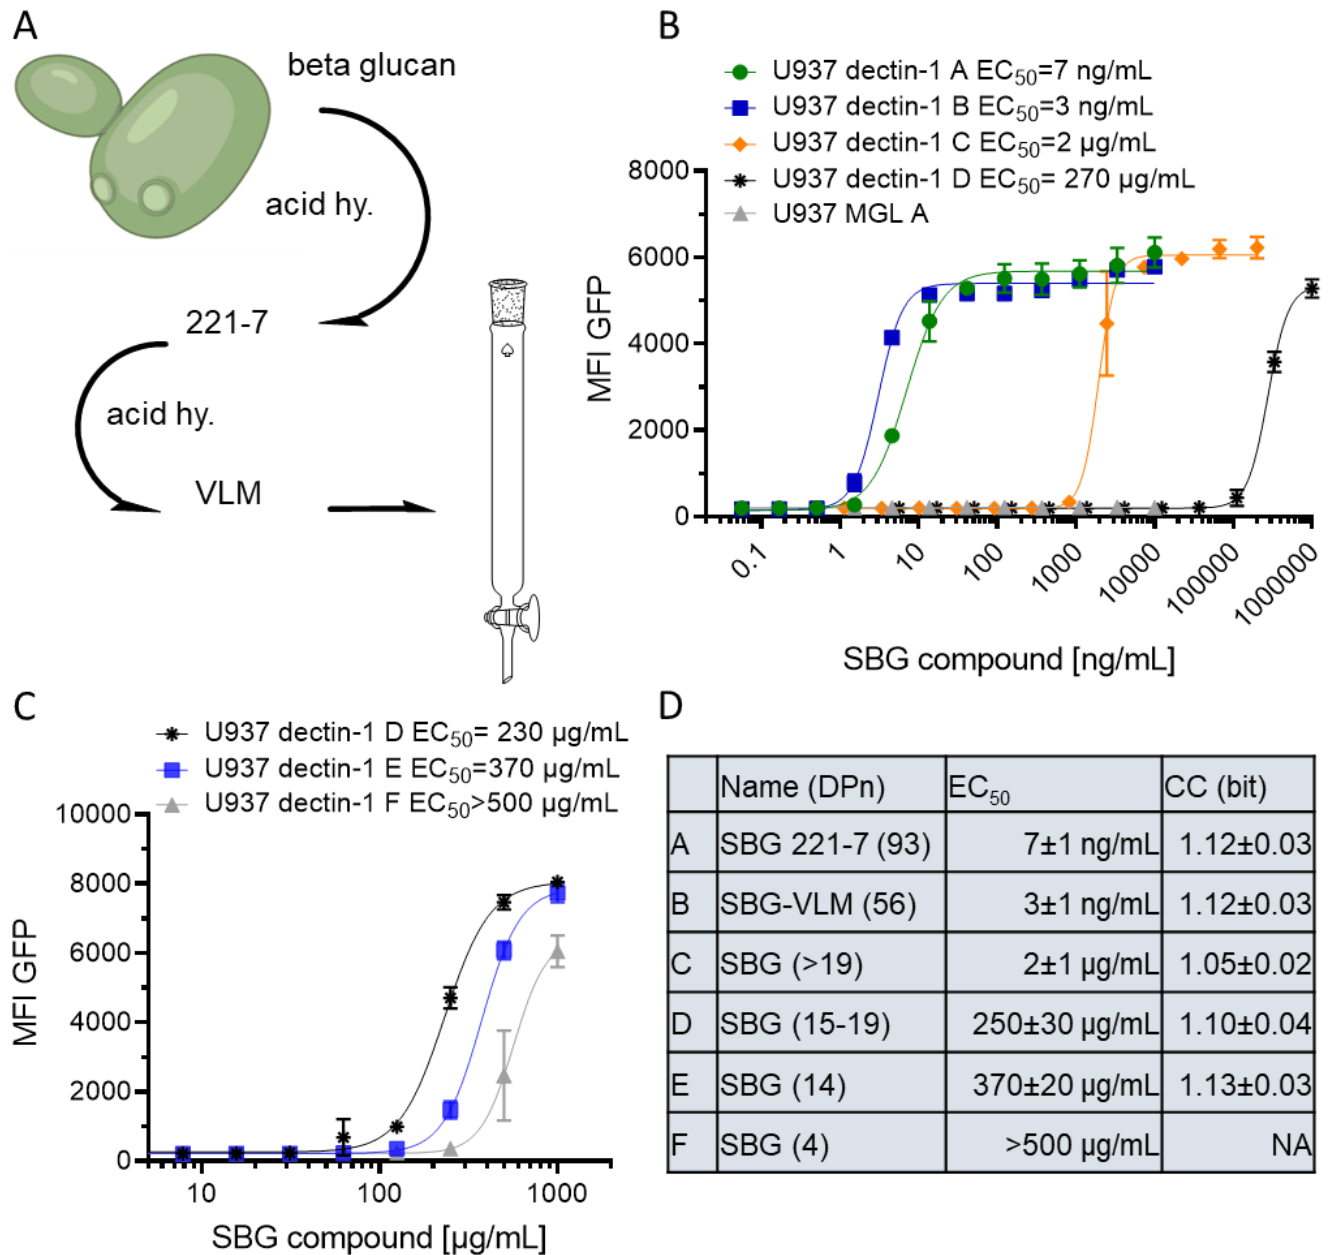 A
beta glucan
acid hy.
221-7
acid hy.
VLM
B
U937 dectin-1 A EC50=7 ng/mL
U937 dectin-1 B EC50=3 ng/mL
U937 dectin-1 C EC50=2 µg/mL
U937 dectin-1 D EC50= 270 µg/mL
U937 MGL A
8000
6000
4000
2000
0
MFI GFP
0.1
1
10
100
1000
10000
100000
1000000
SBG compound [ng/mL]
C
U937 dectin-1 D EC50= 230 µg/mL
U937 dectin-1 E EC50=370 µg/mL
U937 dectin-1 F EC50>500 µg/mL
10000
8000
6000
4000
2000
0
MFI GFP
10 100 1000
SBG compound [µg/mL]
D
Name (DPn) EC50 CC (bit)
A SBG 221-7 (93) 7±1 ng/mL 1.12±0.03
B SBG-VLM (56) 3±1 ng/mL 1.12±0.03
C SBG (>19) 2±1 µg/mL 1.05±0.02
D SBG (15-19) 250±30 µg/mL 1.10±0.04
E SBG (14) 370±20 µg/mL 1.13±0.03
F SBG (4) >500 µg/mL NA